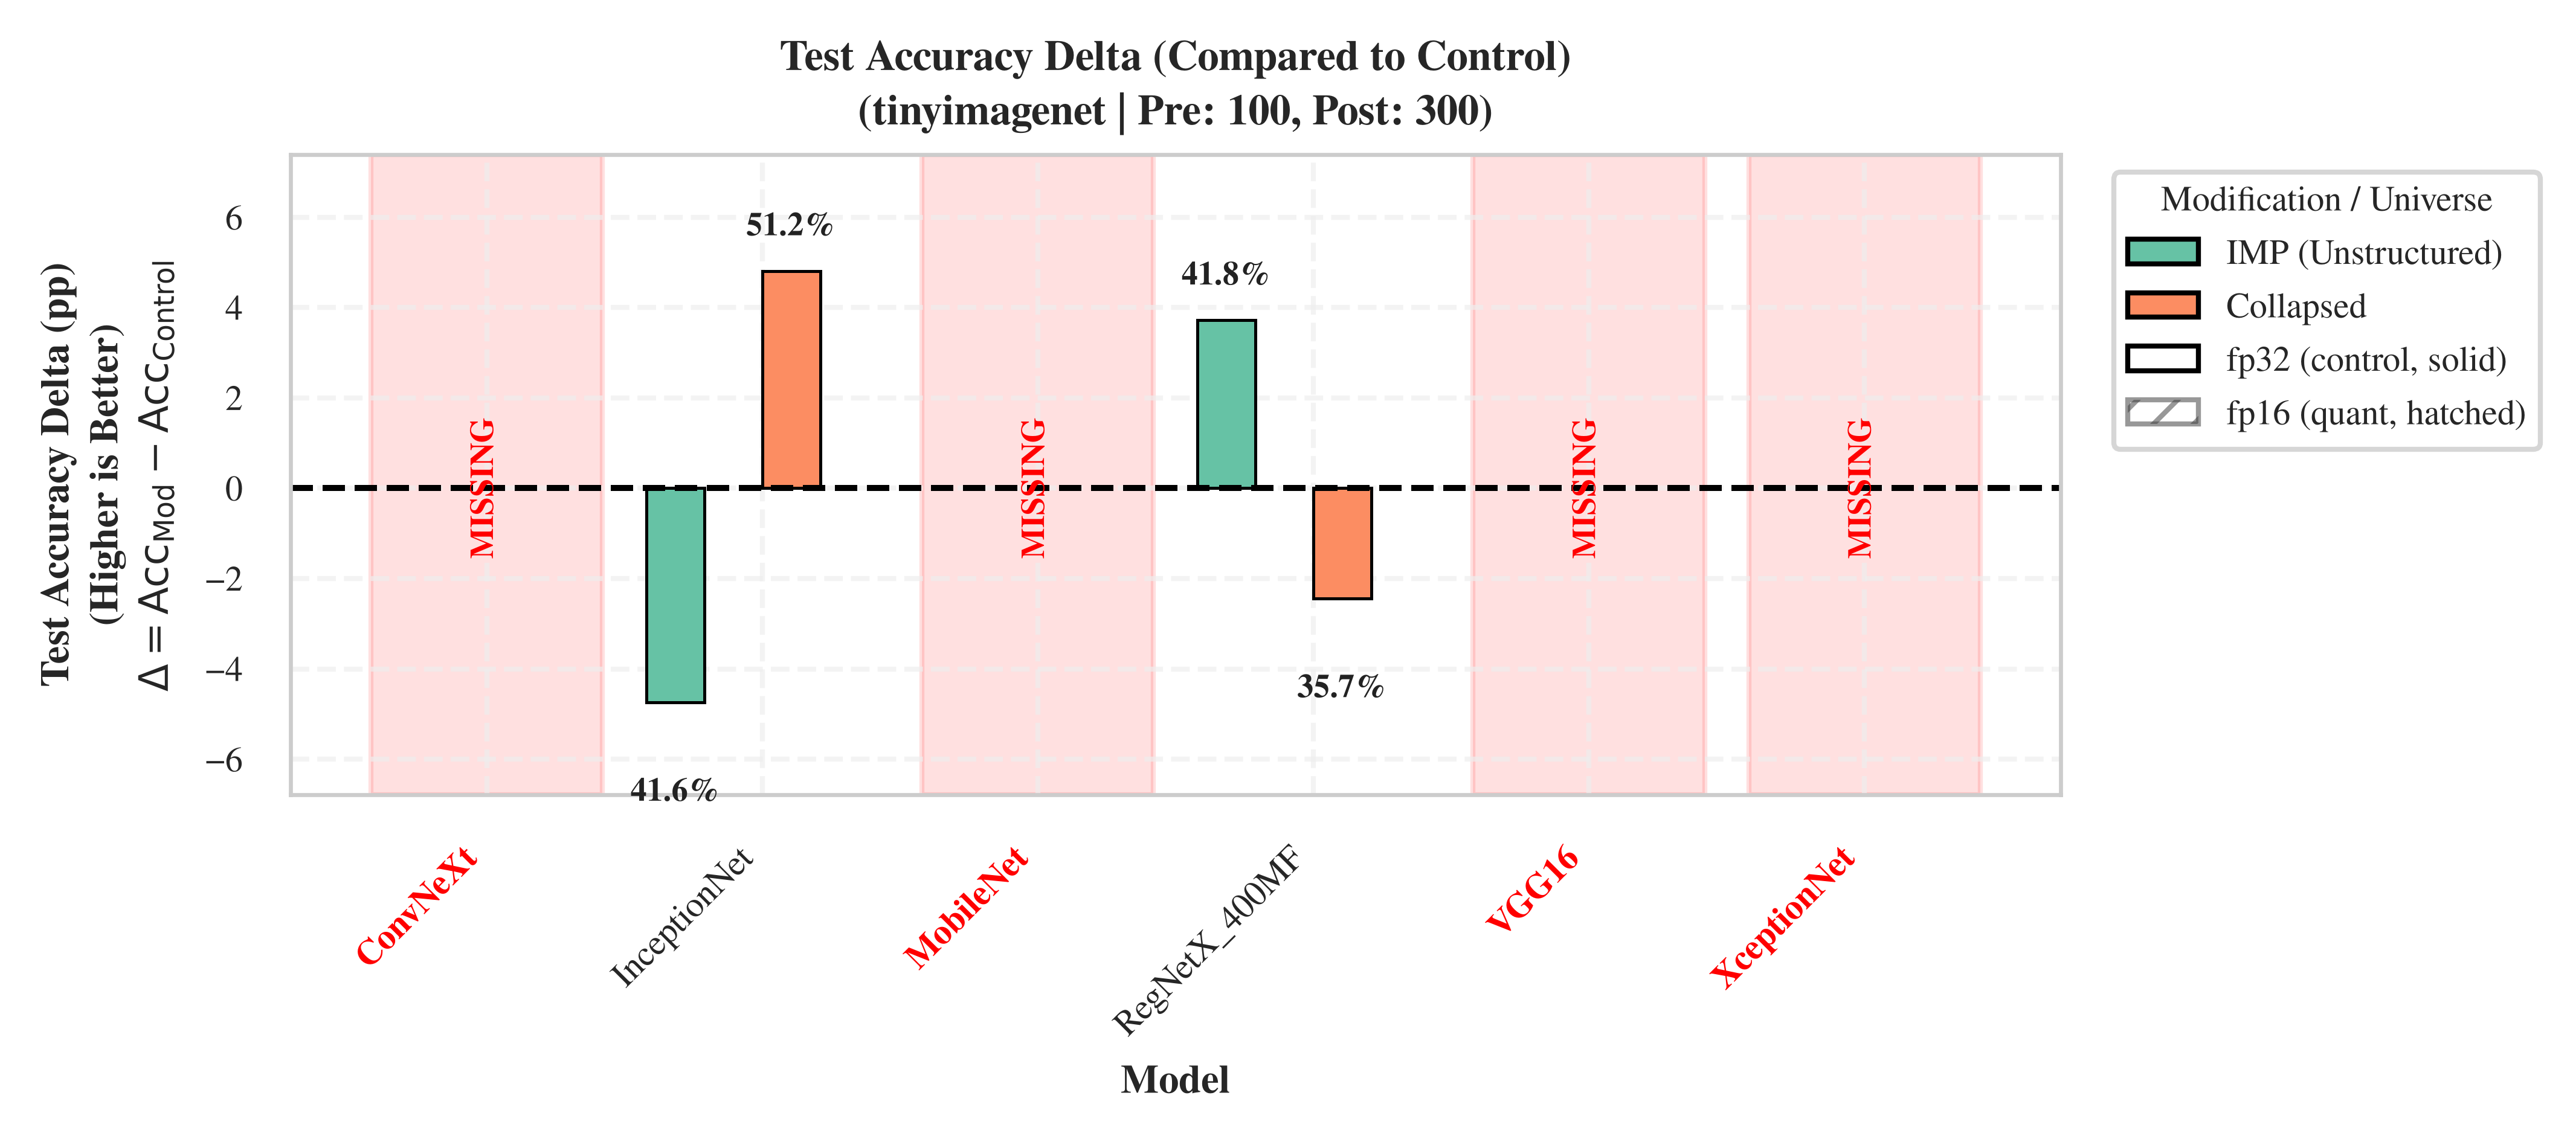 Test Accuracy Delta (Compared to Control)
(tinyimagenet | Pre: 100, Post: 300)
Test Accuracy Delta (pp)
(Higher is Better)
Δ = ACC_Mod − ACC_Control
6
4
2
0
−2
−4
−6
MISSING
41.6%
51.2%
MISSING
41.8%
35.7%
MISSING
MISSING
ConvNeXt
InceptionNet
MobileNet
RegNetX_400MF
VGG16
XceptionNet
Model
Modification / Universe
IMP (Unstructured)
Collapsed
fp32 (control, solid)
fp16 (quant, hatched)